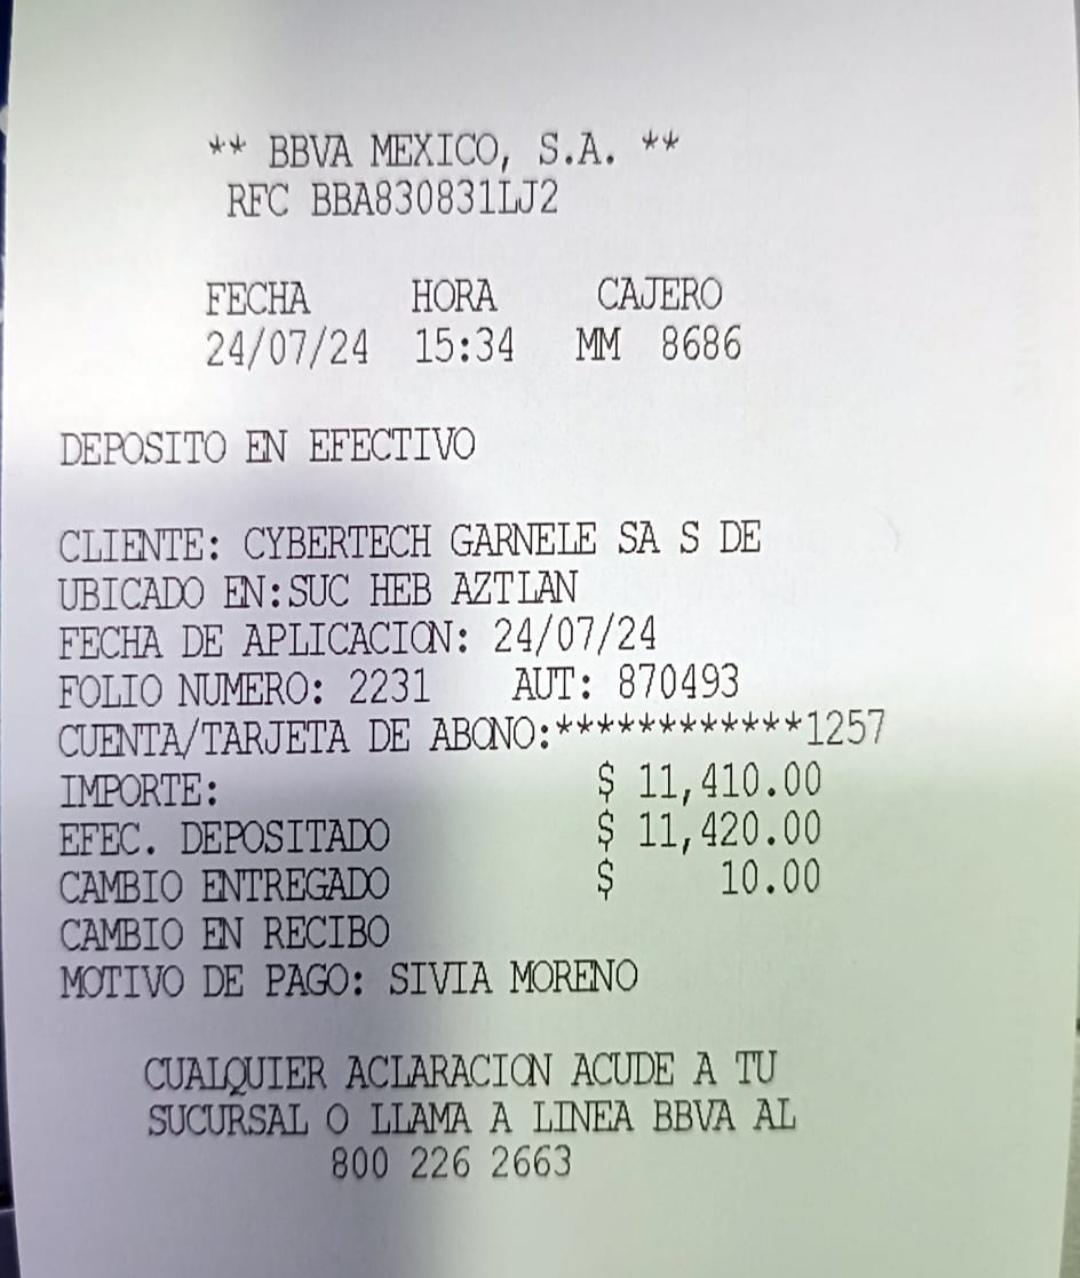 ** BBVA MEXICO, S.A. **
RFC BBA830831LJ2
FECHA HORA CAJERO
24/07/24 15:34 MM 8686
DEPOSITO EN EFECTIVO
CLIENTE: CYBERTECH GARNELE SA S DE
UBICADO EN:SUC HEB AZTLAN
FECHA DE APLICACION: 24/07/24
FOLIO NUMERO: 2231 AUT: 870493
CUENTA/TARJETA DE ABONO:************1257
IMPORTE: $ 11,410.00
EFEC. DEPOSITADO $ 11,420.00
CAMBIO ENTREGADO $ 10.00
CAMBIO EN RECIBO
MOTIVO DE PAGO: SIVIA MORENO
CUALQUIER ACLARACION ACUDE A TU
SUCURSAL O LLAMA A LINEA BBVA AL
800 226 2663